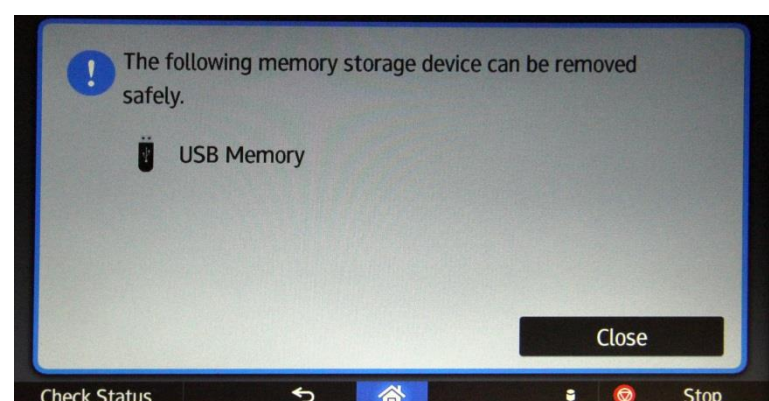 The following memory storage device can be removed
safely.
USB Memory
Close
Check Status
Stop